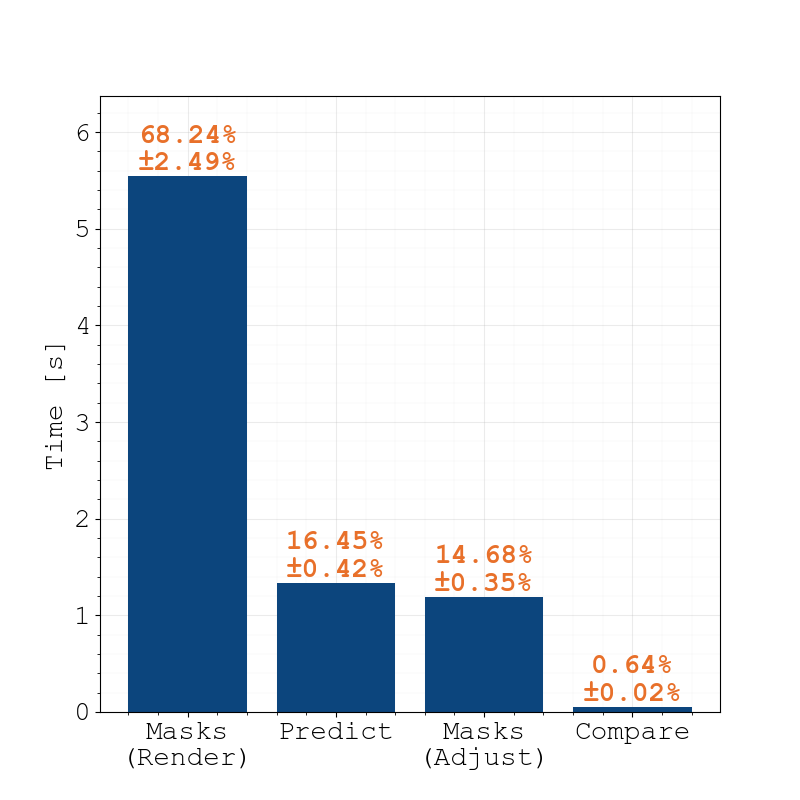 68.24%
±2.49%
16.45%
±0.42%
14.68%
±0.35%
0.64%
±0.02%
6
5
4
3
2
1
0
Time [s]
Masks
(Render)
Predict
Masks
(Adjust)
Compare